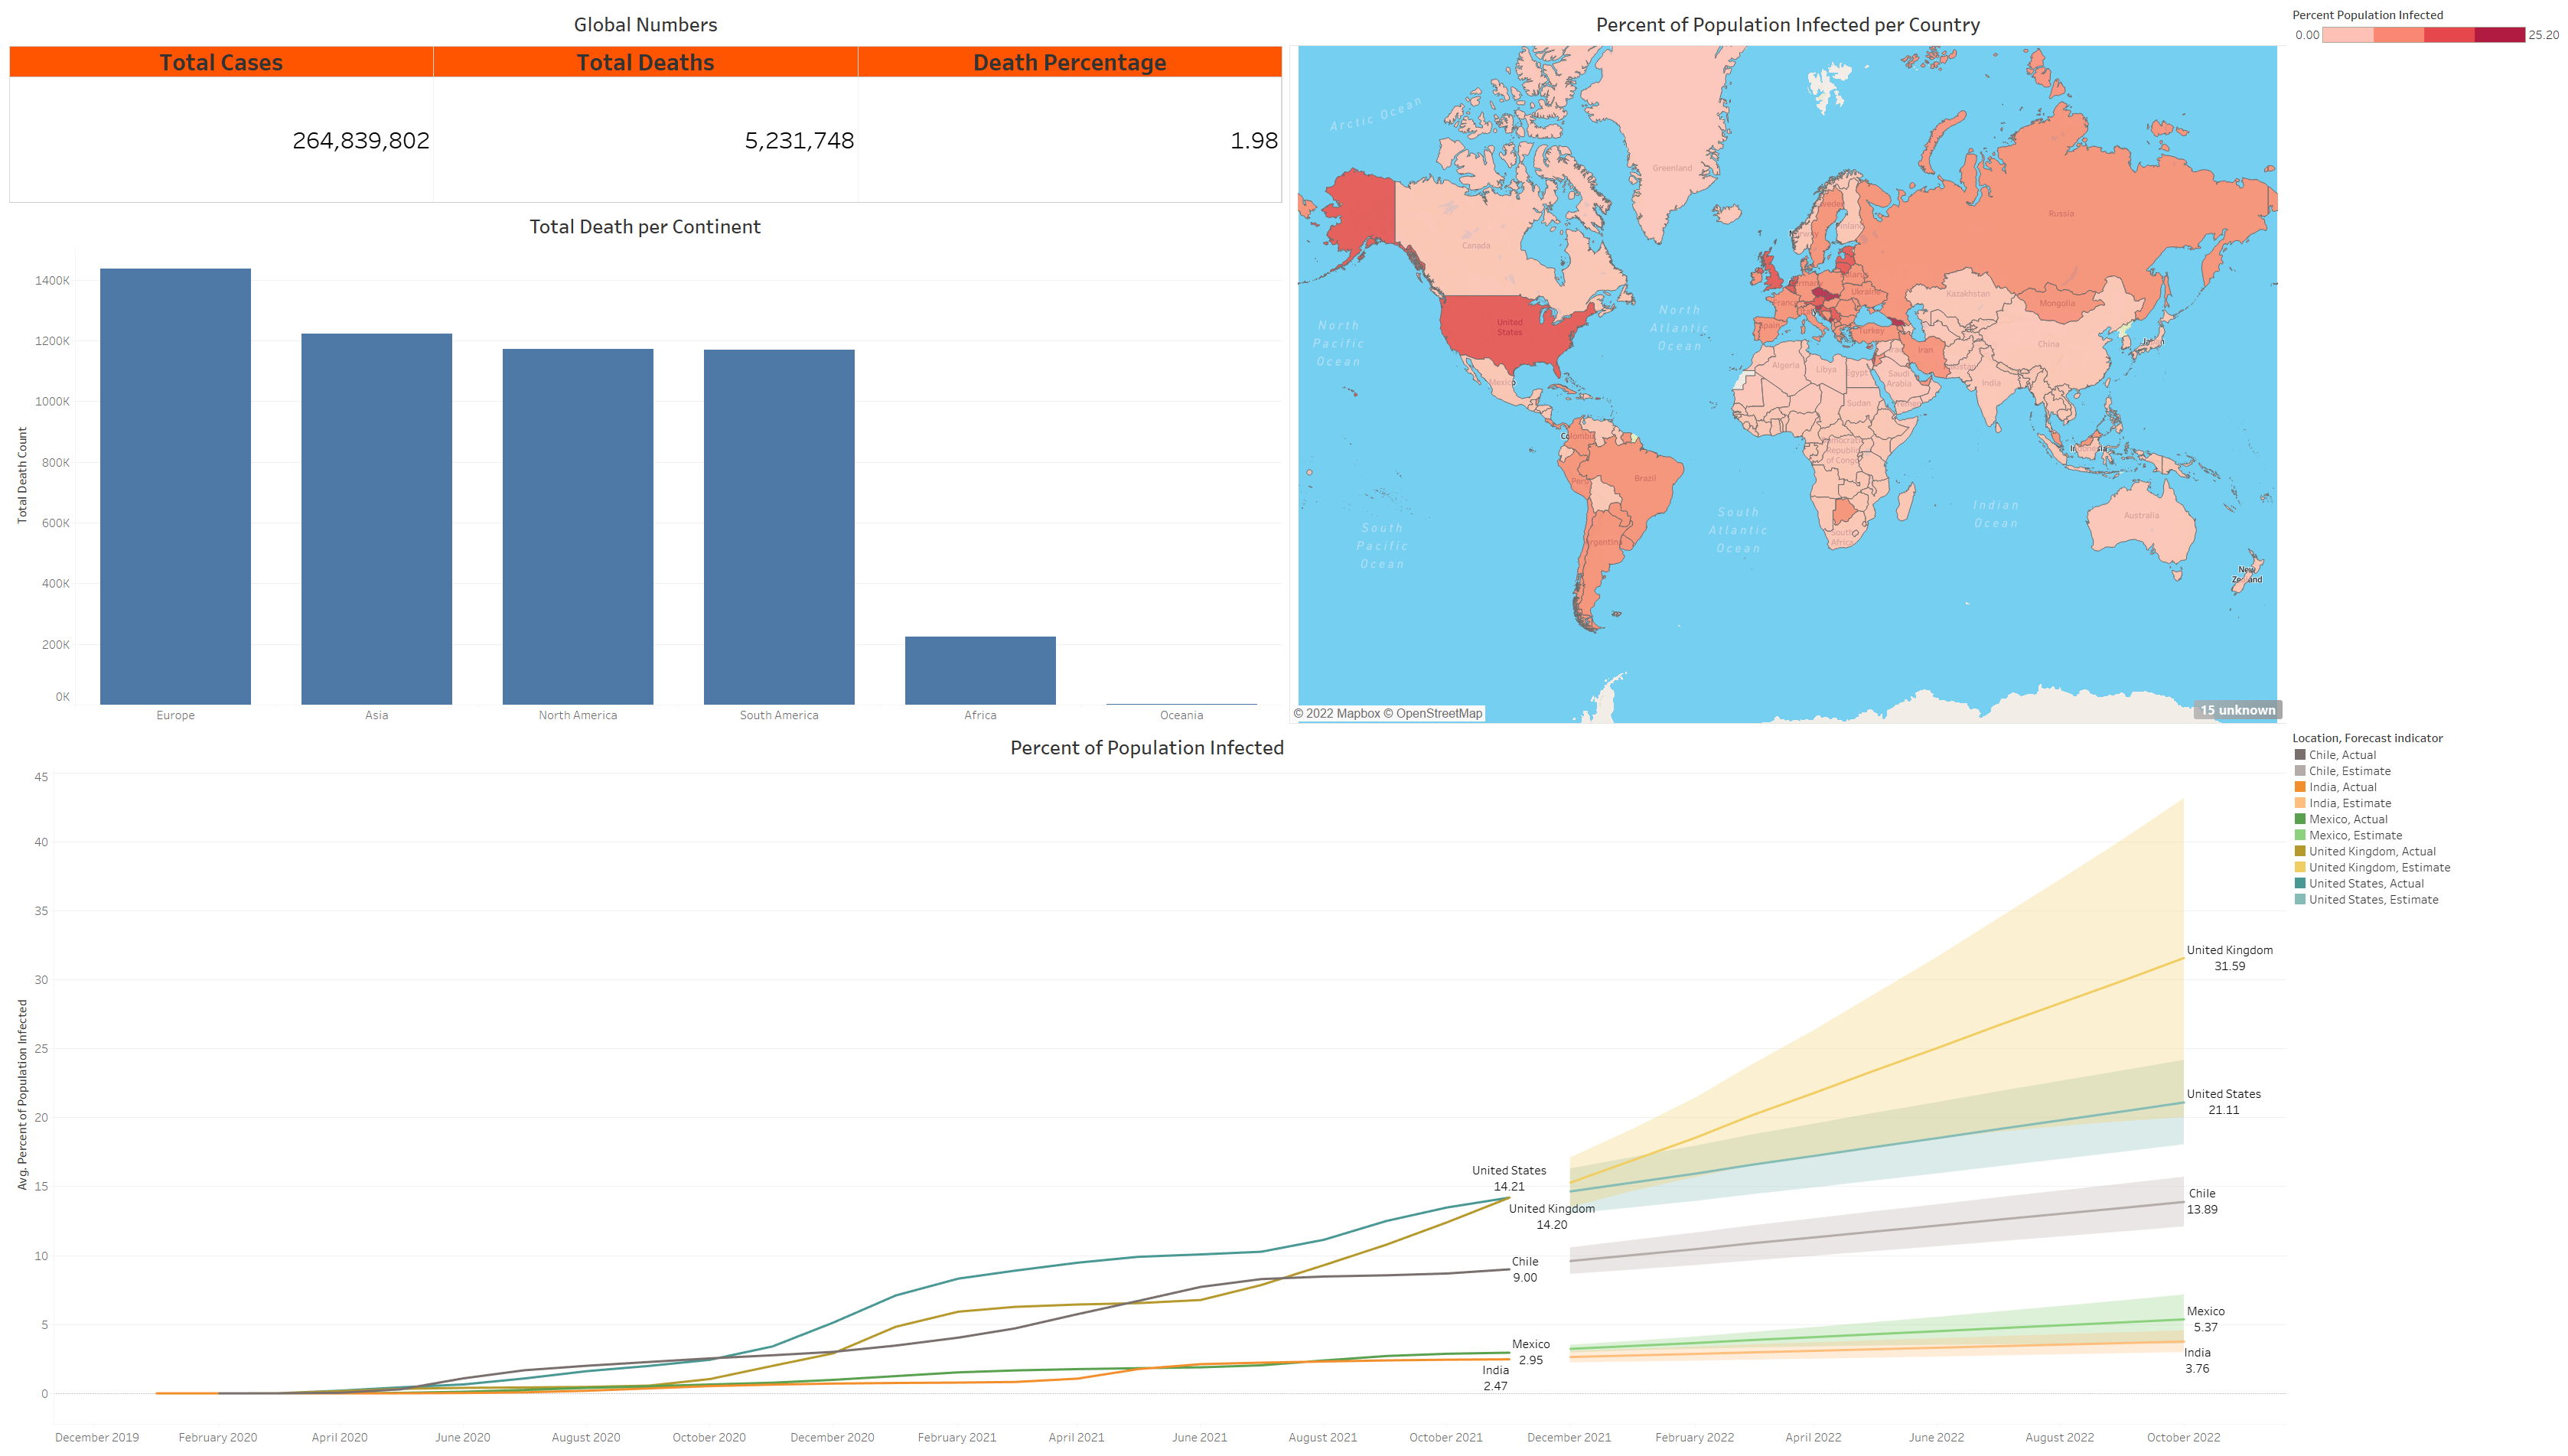 Global Numbers
Total Cases
Total Deaths
Death Percentage
264,839,802
5,231,748
1.98
Total Death per Continent
Total Death Count
1400K
1200K
1000K
800K
600K
400K
200K
0K
Europe
Asia
North America
South America
Africa
Oceania
Percent of Population Infected per Country
Arctic Ocean
Greenland
Canada
Russia
Sweden
Kazakhstan
Mongolia
Ukraine
Spain
Turkey
United
States
North
Pacific
Ocean
North
Atlantic
Ocean
Iran
China
Algeria
Libya
Egypt
Saudi
Arabia
India
Mexico
Sudan
Colombia
Brazil
Peru
South
Pacific
Ocean
South
Atlantic
Ocean
Indian
Ocean
Australia
South
Africa
Argentina
New
Zealand
© 2022 Mapbox © OpenStreetMap
15 unknown
Percent Population Infected
0.00
25.20
Percent of Population Infected
Avg. Percent of Population Infected
45
40
35
30
25
20
15
10
5
0
United States
14.21
United Kingdom
14.20
Chile
9.00
Mexico
2.95
India
2.47
United Kingdom
31.59
United States
21.11
Chile
13.89
Mexico
5.37
India
3.76
December 2019
February 2020
April 2020
June 2020
August 2020
October 2020
December 2020
February 2021
April 2021
June 2021
August 2021
October 2021
December 2021
February 2022
April 2022
June 2022
August 2022
October 2022
Location, Forecast indicator
Chile, Actual
Chile, Estimate
India, Actual
India, Estimate
Mexico, Actual
Mexico, Estimate
United Kingdom, Actual
United Kingdom, Estimate
United States, Actual
United States, Estimate